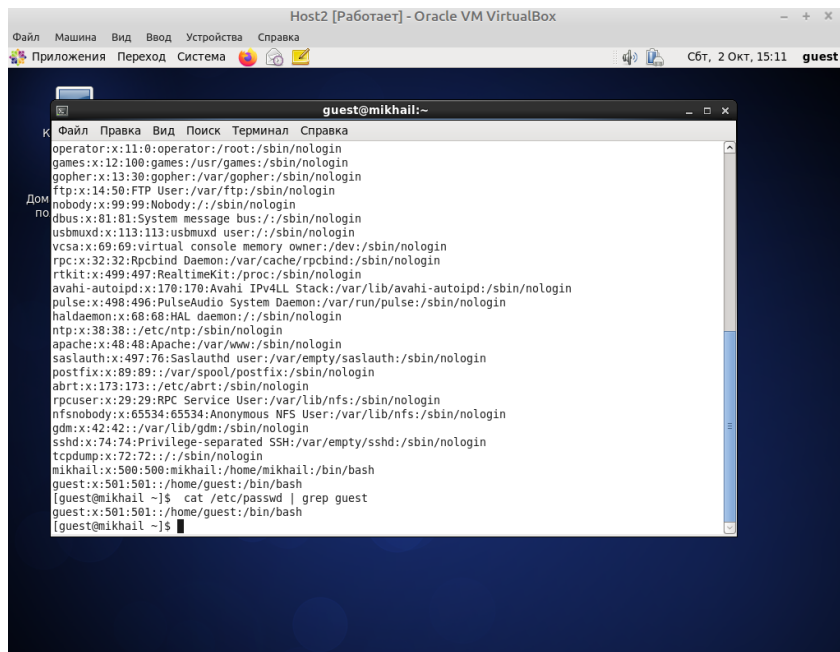 Host2 [Работает] - Oracle VM VirtualBox
Файл Машина Вид Ввод Устройства Справка
Приложения Переход Система Сбт, 2 Окт, 15:11 guest
guest@mikhail:~
Файл Правка Вид Поиск Терминал Справка
operator:x:11:0:operator:/root:/sbin/nologin
games:x:12:100:games:/usr/games:/sbin/nologin
gopher:x:13:30:gopher:/var/gopher:/sbin/nologin
ftp:x:14:50:FTP User:/var/ftp:/sbin/nologin
nobody:x:99:99:Nobody:/:/sbin/nologin
dbus:x:81:81:System message bus:/:/sbin/nologin
usbmuxd:x:113:113:usbmuxd user:/:/sbin/nologin
vcsa:x:69:69:virtual console memory owner:/dev:/sbin/nologin
rpc:x:32:32:Rpcbind Daemon:/var/cache/rpcbind:/sbin/nologin
rtkit:x:499:497:RealtimeKit:/proc:/sbin/nologin
avahi-autoipd:x:170:170:Avahi IPv4LL Stack:/var/lib/avahi-autoipd:/sbin/nologin
pulse:x:498:496:PulseAudio System Daemon:/var/run/pulse:/sbin/nologin
haldaemon:x:68:68:HAL daemon:/:/sbin/nologin
ntp:x:38:38::/etc/ntp:/sbin/nologin
apache:x:48:48:Apache:/var/www:/sbin/nologin
saslauth:x:497:76:Saslauthd user:/var/empty/saslauth:/sbin/nologin
postfix:x:89:89::/var/spool/postfix:/sbin/nologin
abrt:x:173:173::/etc/abrt:/sbin/nologin
rpcuser:x:29:29:RPC Service User:/var/lib/nfs:/sbin/nologin
nfsnobody:x:65534:65534:Anonymous NFS User:/var/lib/nfs:/sbin/nologin
gdm:x:42:42::/var/lib/gdm:/sbin/nologin
sshd:x:74:74:Privilege-separated SSH:/var/empty/sshd:/sbin/nologin
tcpdump:x:72:72::/:/sbin/nologin
mikhail:x:500:500:mikhail:/home/mikhail:/bin/bash
guest:x:501:501::/home/guest:/bin/bash
[guest@mikhail ~]$  cat /etc/passwd | grep guest
guest:x:501:501::/home/guest:/bin/bash
[guest@mikhail ~]$
К
Дом
по